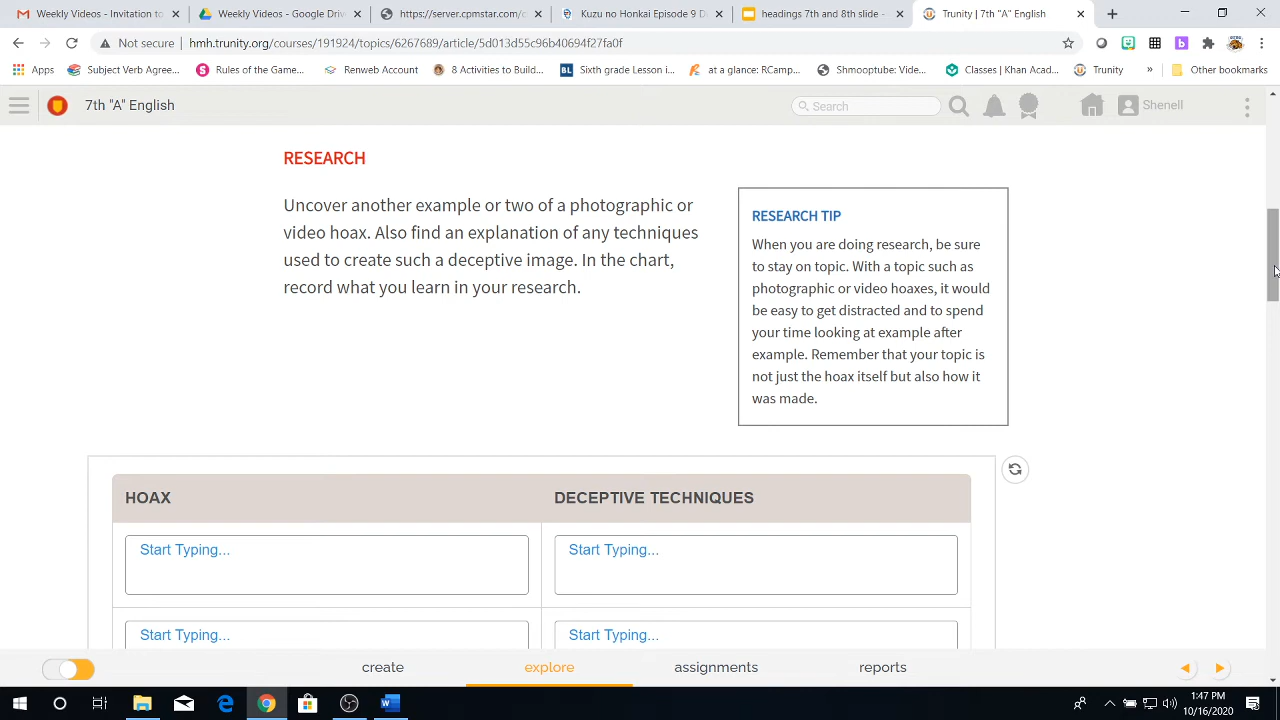 Weekly Videos - Invitation to
Weekly Videos - Google Drive
https://server.cpmmrsi.com/c
Kuzu no Honkai Episode 9 D
headings 7th and 8th slide -
Trunity | 7th "A" English
Not secure | hmh.trunity.org/courses/191924/topics/6267639/article/5d013d55c96b40694f27fa0f
Apps
Subject Verb Agree...
Rules of the Game...
Renweb Account
8 Activities to Build...
BL Sixth grade Lesson i...
at a glance: RCamp...
Shmooptube: Vide...
Classes | Khan Acad...
Trunity
»
Other bookmarks
7th "A" English
Search
Shenell
RESEARCH
Uncover another example or two of a photographic or
video hoax. Also find an explanation of any techniques
used to create such a deceptive image. In the chart,
record what you learn in your research.
RESEARCH TIP
When you are doing research, be sure
to stay on topic. With a topic such as
photographic or video hoaxes, it would
be easy to get distracted and to spend
your time looking at example after
example. Remember that your topic is
not just the hoax itself but also how it
was made.
HOAX
DECEPTIVE TECHNIQUES
Start Typing...
Start Typing...
Start Typing...
Start Typing...
create
explore
assignments
reports
1:47 PM
10/16/2020